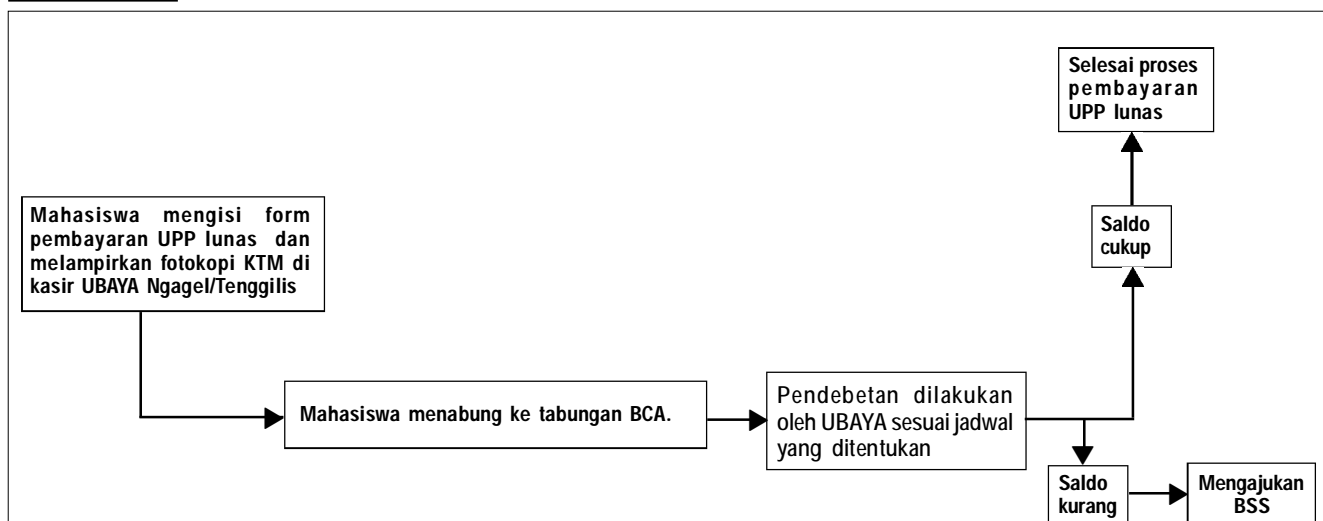 Selesai proses
pembayaran
UPP lunas
Mahasiswa mengisi form
pembayaran UPP lunas dan
melampirkan fotokopi KTM di
kasir UBAYA Ngagel/Tenggilis
Saldo
cukup
Mahasiswa menabung ke tabungan BCA.
Pendebetan dilakukan
oleh UBAYA sesuai jadwal
yang ditentukan
Saldo
kurang
Mengajukan
BSS